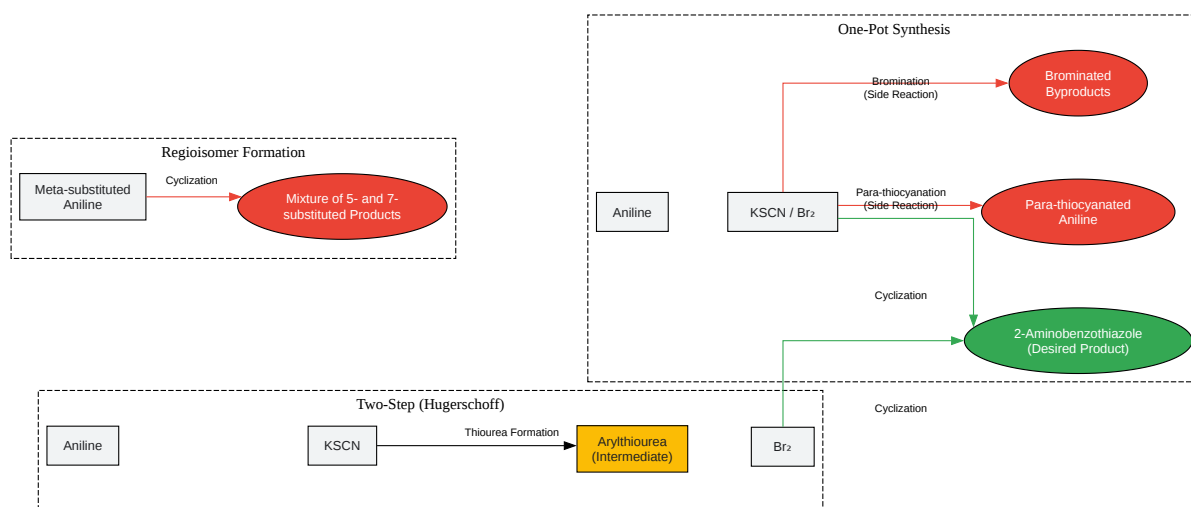 One-Pot Synthesis
Bromination
(Side Reaction)
Brominated
Byproducts
Regioisomer Formation
Meta-substituted
Aniline
Cyclization
Mixture of 5- and 7-
substituted Products
Aniline
KSCN / Br₂
Para-thiocyanation
(Side Reaction)
Para-thiocyanated
Aniline
Cyclization
2-Aminobenzothiazole
(Desired Product)
Two-Step (Hugerschoff)
Cyclization
Aniline
KSCN
Thiourea Formation
Arylthiourea
(Intermediate)
Br₂